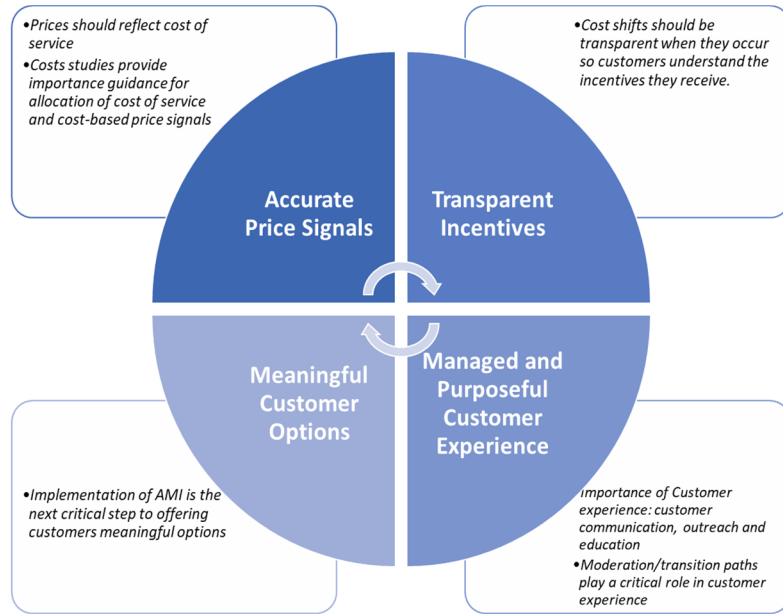 •Prices should reflect cost of
service
•Costs studies provide
importance guidance for
allocation of cost of service
and cost-based price signals
•Cost shifts should be
transparent when they occur
so customers understand the
incentives they receive.
Accurate
Price Signals
Transparent
Incentives
Meaningful
Customer
Options
Managed and
Purposeful
Customer
Experience
•Implementation of AMI is the
next critical step to offering
customers meaningful options
Importance of Customer
experience: customer
communication, outreach and
education
•Moderation/transition paths
play a critical role in customer
experience